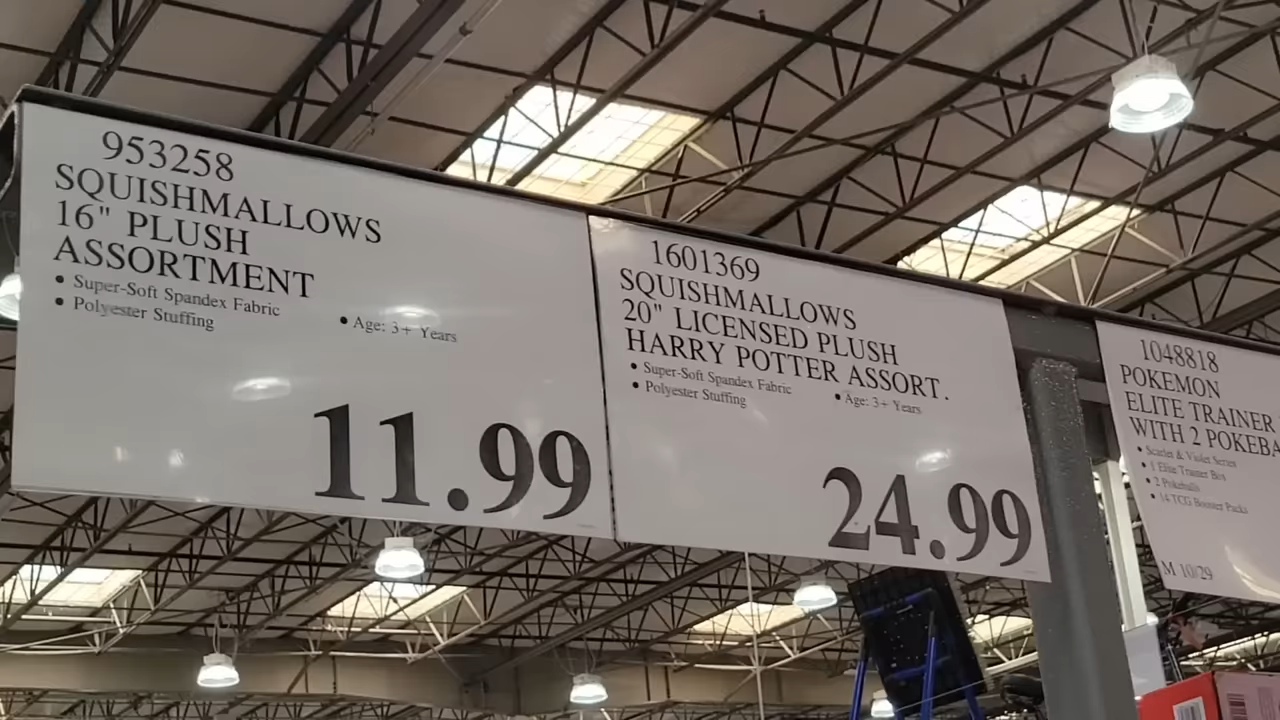 953258
SQUISHMALLOWS
16" PLUSH
ASSORTMENT
• Super-Soft Spandex Fabric
• Polyester Stuffing
• Age: 3+ Years
11.99
1601369
SQUISHMALLOWS
20" LICENSED PLUSH
HARRY POTTER ASSORT.
• Super-Soft Spandex Fabric
• Polyester Stuffing
• Age: 3+ Years
24.99
1048818
POKEMON
ELITE TRAINER
WITH 2 POKEBA
• Scarlet & Violet Series
• 1 Elite Trainer Box
• 2 Pokeballs
• 14 TCG Booster Packs
M 10/29